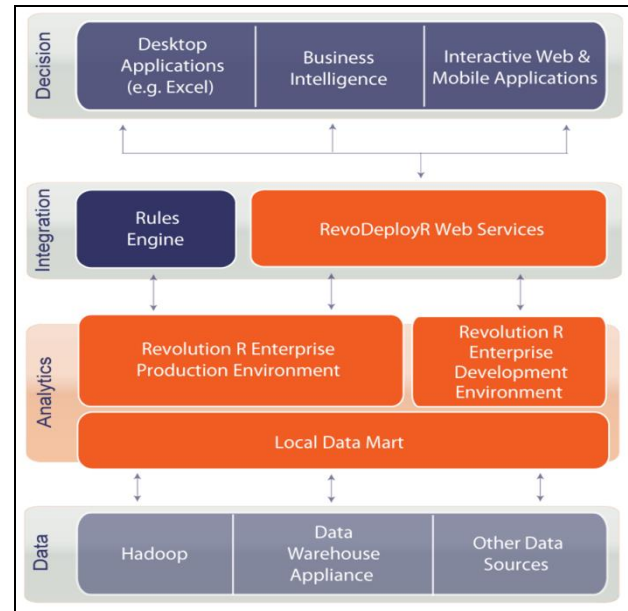 Decision
Desktop
Applications
(e.g. Excel)
Business
Intelligence
Interactive Web &
Mobile Applications
Integration
Rules
Engine
RevoDeployR Web Services
Analytics
Revolution R Enterprise
Production Environment
Revolution R
Enterprise
Development
Environment
Local Data Mart
Data
Hadoop
Data
Warehouse
Appliance
Other Data
Sources